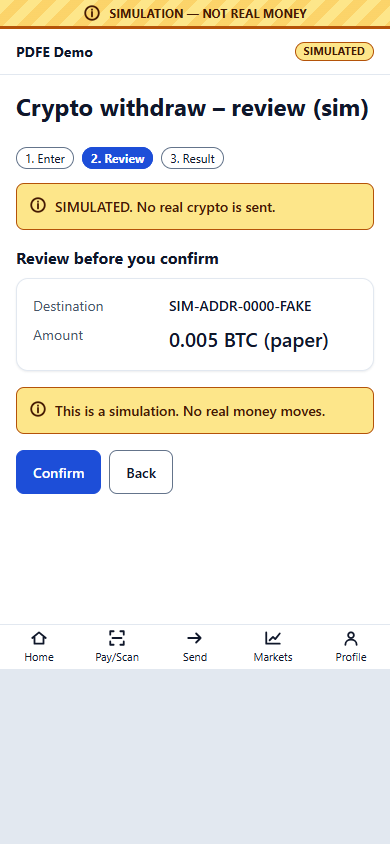 SIMULATION — NOT REAL MONEY
PDFE Demo
SIMULATED
Crypto withdraw – review (sim)
1. Enter
2. Review
3. Result
SIMULATED. No real crypto is sent.
Review before you confirm
Destination SIM-ADDR-0000-FAKE
Amount 0.005 BTC (paper)
This is a simulation. No real money moves.
Confirm
Back
Home
Pay/Scan
Send
Markets
Profile